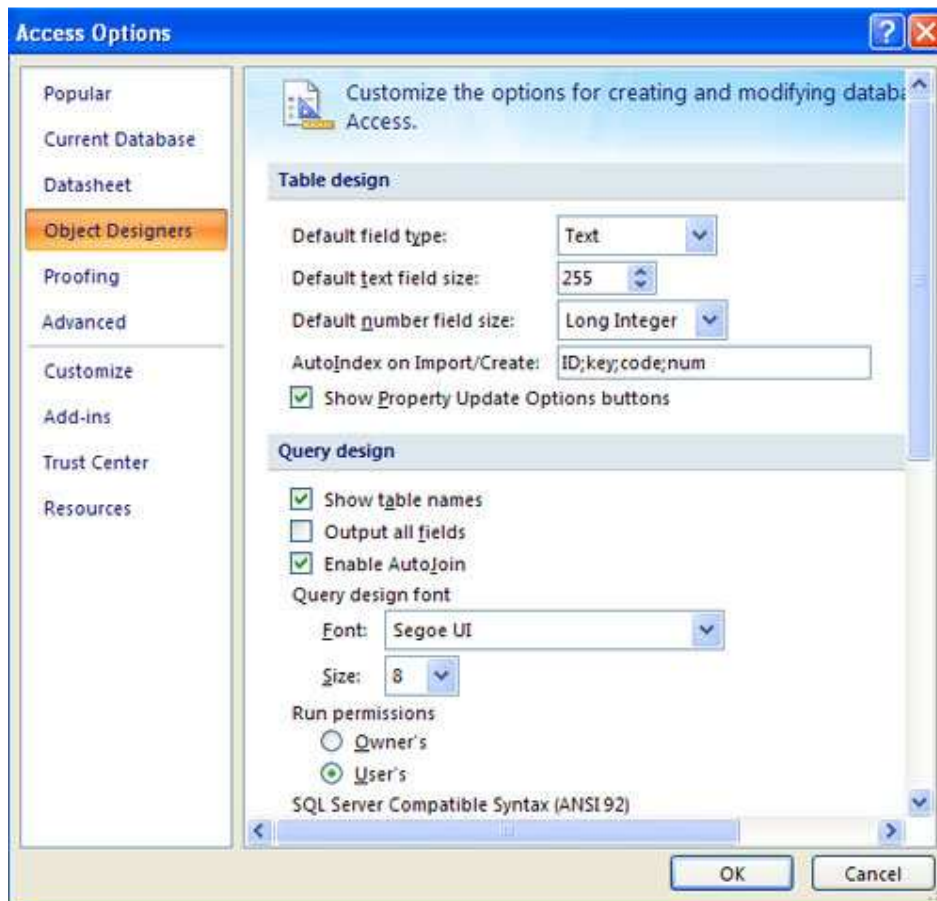 Access Options
Popular
Current Database
Datasheet
Object Designers
Proofing
Advanced
Customize
Add-ins
Trust Center
Resources
Customize the options for creating and modifying databa
Access.
Table design
Default field type: Text
Default text field size: 255
Default number field size: Long Integer
AutoIndex on Import/Create: ID;key;code;num
Show Property Update Options buttons
Query design
Show table names
Output all fields
Enable AutoJoin
Query design font
Font: Segoe UI
Size: 8
Run permissions
Owner's
User's
SQL Server Compatible Syntax (ANSI 92)
OK Cancel